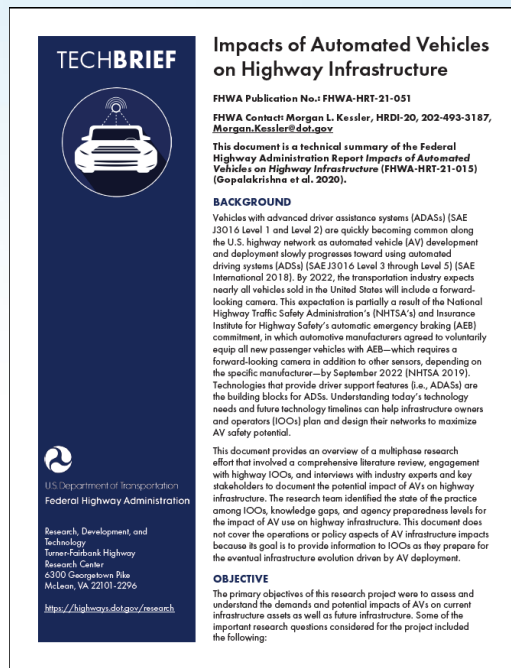 TECHBRIEF
U.S. Department of Transportation
Federal Highway Administration
Research, Development, and
Technology
Turner-Fairbank Highway
Research Center
6300 Georgetown Pike
McLean, VA 22101-2296
https://highways.dot.gov/research
Impacts of Automated Vehicles
on Highway Infrastructure
FHWA Publication No.: FHWA-HRT-21-051
FHWA Contact: Morgan L. Kessler, HRDI-20, 202-493-3187,
Morgan.Kessler@dot.gov
This document is a technical summary of the Federal
Highway Administration Report Impacts of Automated
Vehicles on Highway Infrastructure (FHWA-HRT-21-015)
(Gopalakrishna et al. 2020).
BACKGROUND
Vehicles with advanced driver assistance systems (ADASs) (SAE
J3016 Level 1 and Level 2) are quickly becoming common along
the U.S. highway network as automated vehicle (AV) development
and deployment slowly progresses toward using automated
driving systems (ADSs) (SAE J3016 Level 3 through Level 5) (SAE
International 2018). By 2022, the transportation industry expects
nearly all vehicles sold in the United States will include a forward-
looking camera. This expectation is partially a result of the National
Highway Traffic Safety Administration's (NHTSA's) and Insurance
Institute for Highway Safety's automatic emergency braking (AEB)
commitment, in which automotive manufacturers agreed to voluntarily
equip all new passenger vehicles with AEB—which requires a
forward-looking camera in addition to other sensors, depending on
the specific manufacturer—by September 2022 (NHTSA 2019).
Technologies that provide driver support features (i.e., ADASs) are
the building blocks for ADSs. Understanding today's technology
needs and future technology timelines can help infrastructure owners
and operators (IOOs) plan and design their networks to maximize
AV safety potential.
This document provides an overview of a multiphase research
effort that involved a comprehensive literature review, engagement
with highway IOOs, and interviews with industry experts and key
stakeholders to document the potential impact of AVs on highway
infrastructure. The research team identified the state of the practice
among IOOs, knowledge gaps, and agency preparedness levels for
the impact of AV use on highway infrastructure. This document does
not cover the operations or policy aspects of AV infrastructure impacts
because its goal is to provide information to IOOs as they prepare for
the eventual infrastructure evolution driven by AV deployment.
OBJECTIVE
The primary objectives of this research project were to assess and
understand the demands and potential impacts of AVs on current
infrastructure assets as well as future infrastructure. Some of the
important research questions considered for the project included
the following: